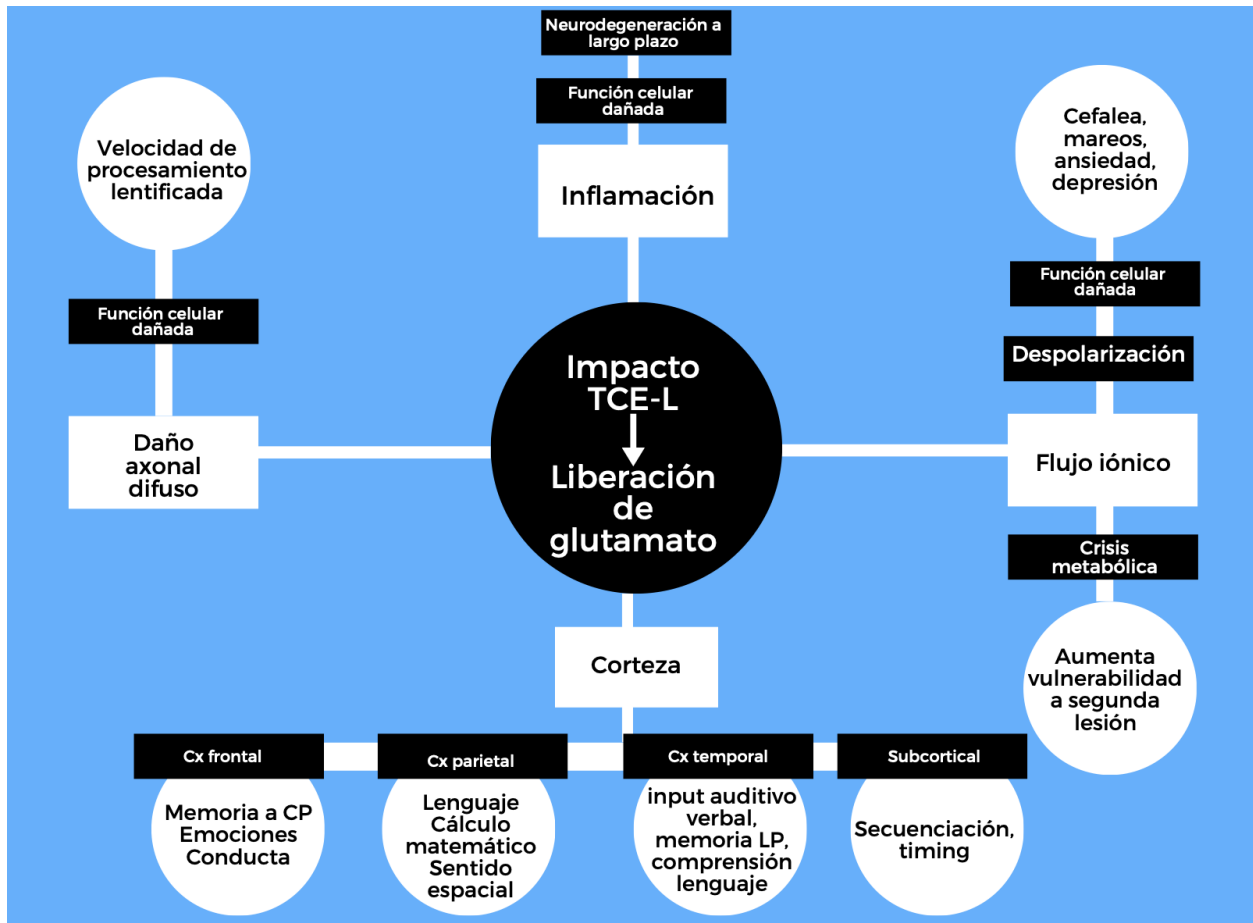 Neurodegeneración a
largo plazo
Función celular
dañada
Inflamación
Velocidad de
procesamiento
lentificada
Función celular
dañada
Daño
axonal
difuso
Impacto
TCE-L
Liberación
de
glutamato
Cefalea,
mareos,
ansiedad,
depresión
Función celular
dañada
Despolarización
Flujo iónico
Crisis
metabólica
Aumenta
vulnerabilidad
a segunda
lesión
Corteza
Cx frontal
Memoria a CP
Emociones
Conducta
Cx parietal
Lenguaje
Cálculo
matemático
Sentido
espacial
Cx temporal
input auditivo
verbal,
memoria LP,
comprensión
lenguaje
Subcortical
Secuenciación,
timing